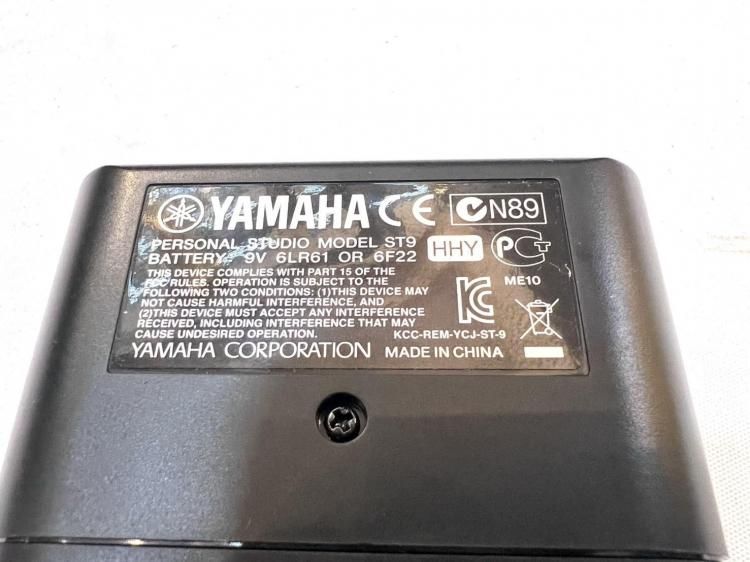 YAMAHA CE N89
PERSONAL STUDIO MODEL ST9
BATTERY 9V 6LR61 OR 6F22 HHY PCT
ME10
THIS DEVICE COMPLIES WITH PART 15 OF THE
FCC RULES. OPERATION IS SUBJECT TO THE
FOLLOWING TWO CONDITIONS: (1)THIS DEVICE MAY
NOT CAUSE HARMFUL INTERFERENCE, AND
(2)THIS DEVICE MUST ACCEPT ANY INTERFERENCE
RECEIVED, INCLUDING INTERFERENCE THAT MAY
CAUSE UNDESIRED OPERATION. KCC-REM-YCJ-ST-9
YAMAHA CORPORATION MADE IN CHINA